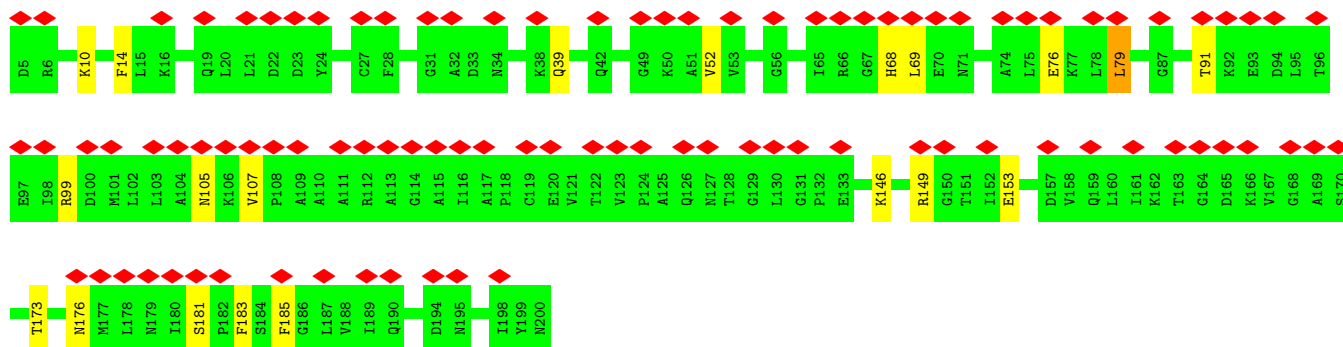 D5 R6 K10 F14 L15 K16 Q19 L20 L21 D22 D23 Y24 C27 F28 G31 A32 D33 N34 K38 Q39 Q42 G49 K50 A51 V52 V53 G56 I65 R66 G67 H68 L69 E70 N71 A74 L75 E76 K77 L78 L79 G87 T91 K92 E93 D94 L95 T96
E97 I98 R99 D100 M101 L102 L103 A104 N105 K106 V107 P108 A109 A110 A111 R112 A113 G114 A115 I116 A117 P118 C119 E120 V121 T122 V123 P124 A125 Q126 N127 T128 G129 L130 G131 P132 E133 K146 R149 G150 T151 I152 E153 D157 V158 Q159 L160 I161 K162 T163 G164 D165 K166 V167 G168 A169 S170
T173 N176 M177 L178 N179 I180 S181 P182 F183 S184 F185 G186 L187 V188 I189 Q190 D194 N195 I198 Y199 N200